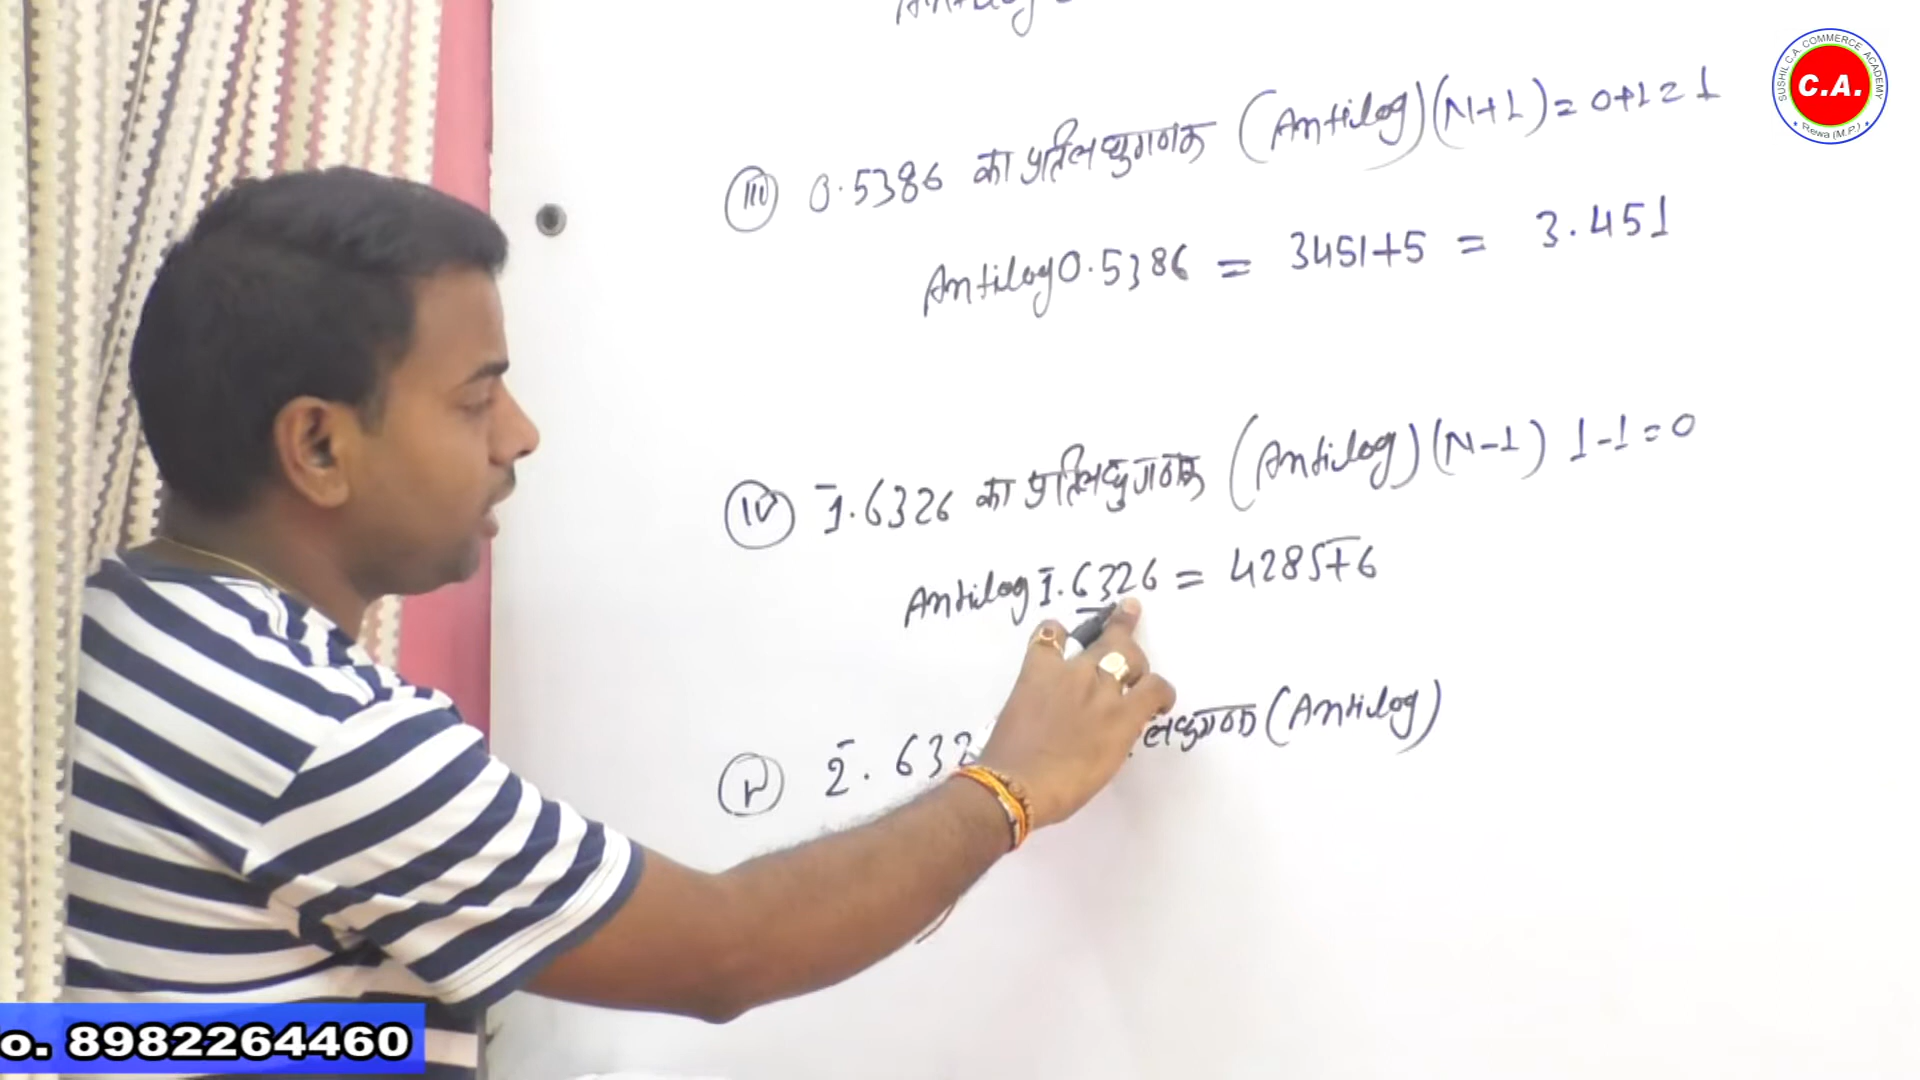 SUSHIL C.A. COMMERCE ACADEMY
C.A.
Rewa (M.P.)
(III) 0.5386 का प्रतिलघुगणक (Antilog) (N+1) = 0+1 = 1
Antilog 0.5386 = 3451+5 = 3.451
(IV) 1̄.6326 का प्रतिलघुगणक (Antilog) (N-1) 1-1=0
Antilog 1̄.6326 = 4285+6
(V) 2̄.632 लघुगणक (Antilog)
o. 8982264460